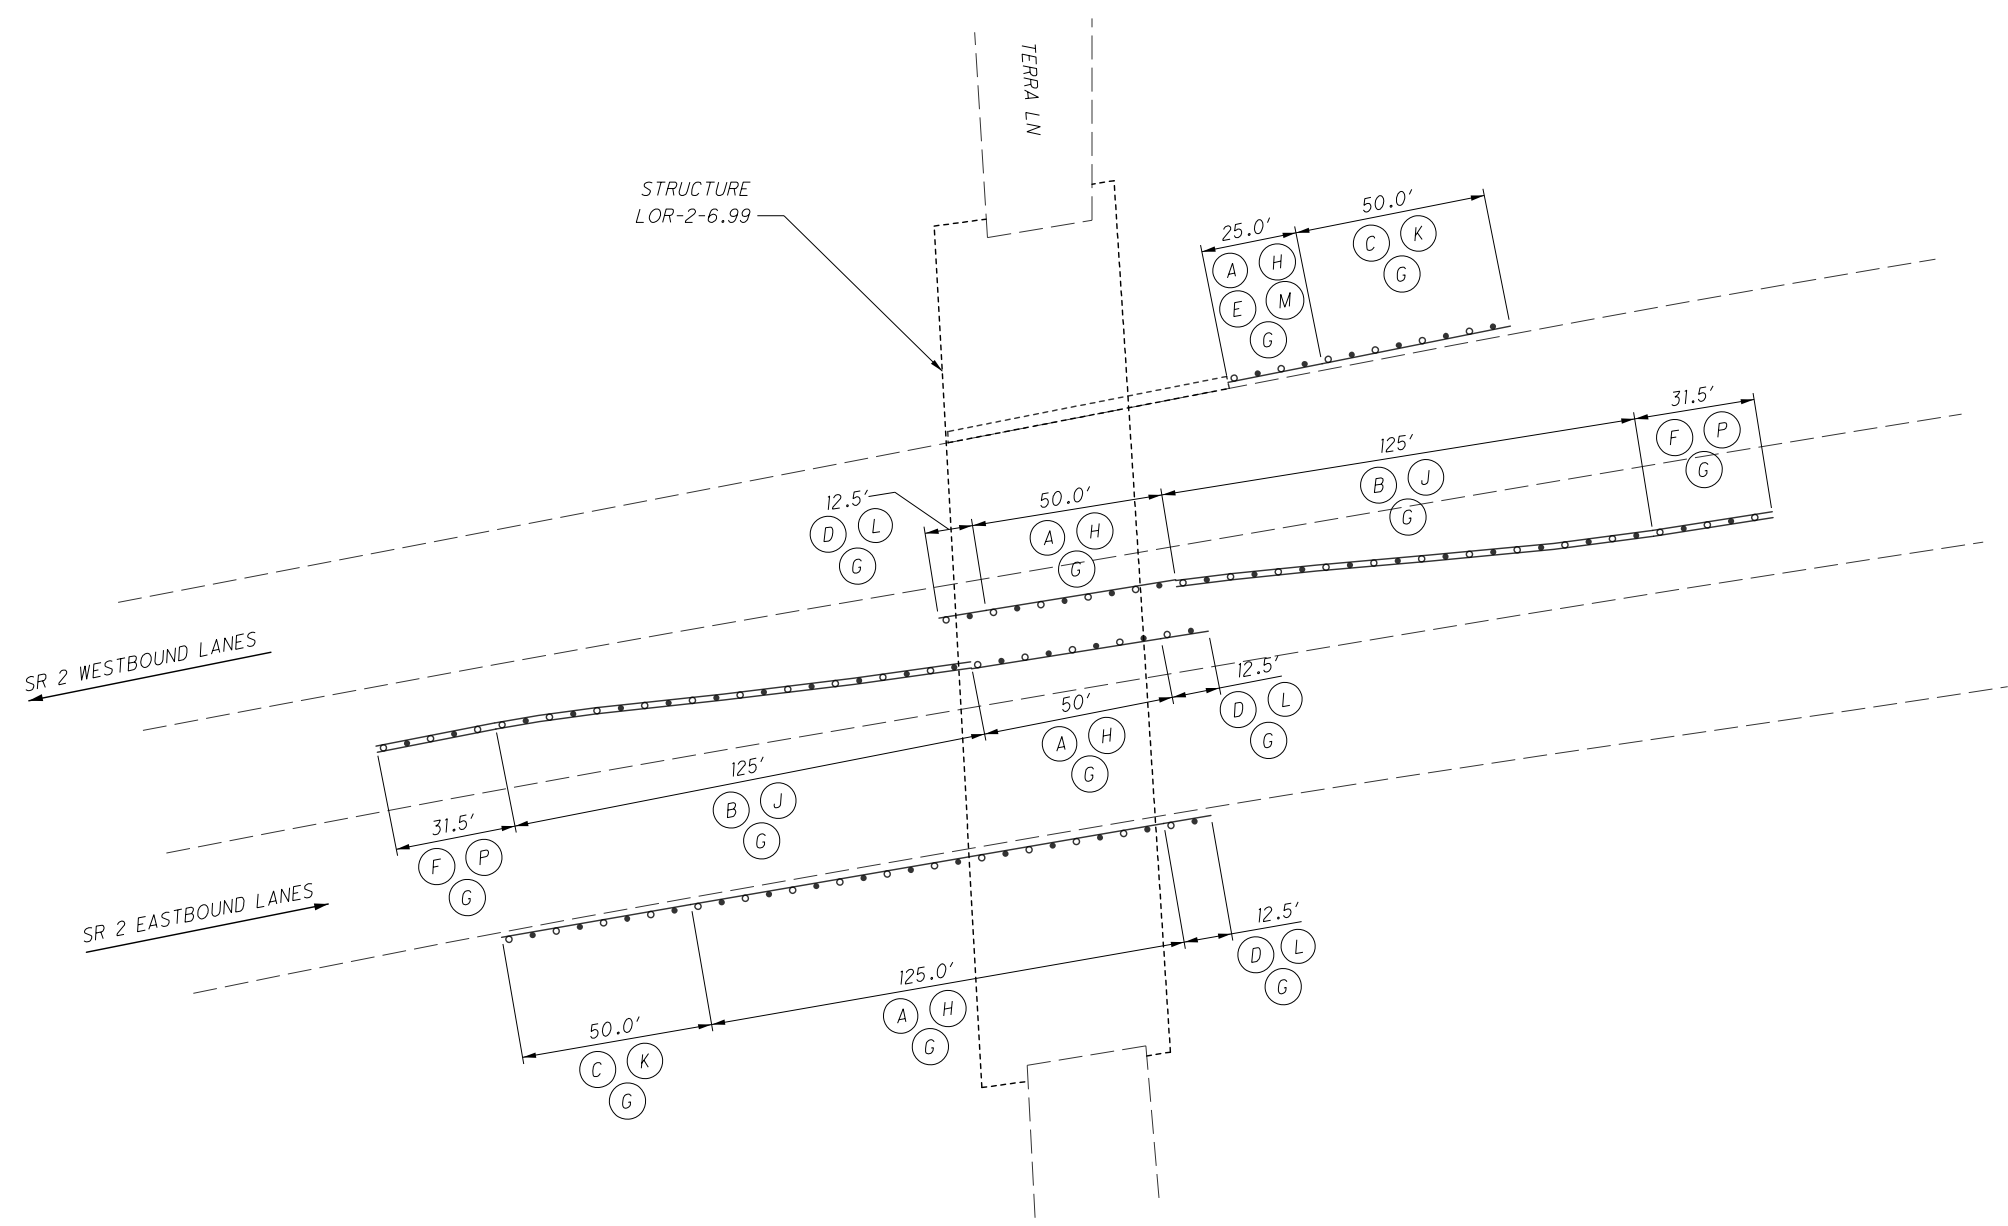 TERRA LN
STRUCTURE
LOR-2-6.99
50.0'
C K
G
25.0'
A H
E M
G
31.5'
F P
G
125'
B J
G
50.0'
A H
G
12.5'
D L
G
SR 2 WESTBOUND LANES
12.5'
D L
G
50'
A H
G
125'
B J
G
31.5'
F P
G
SR 2 EASTBOUND LANES
12.5'
D L
G
125.0'
A H
G
50.0'
C K
G